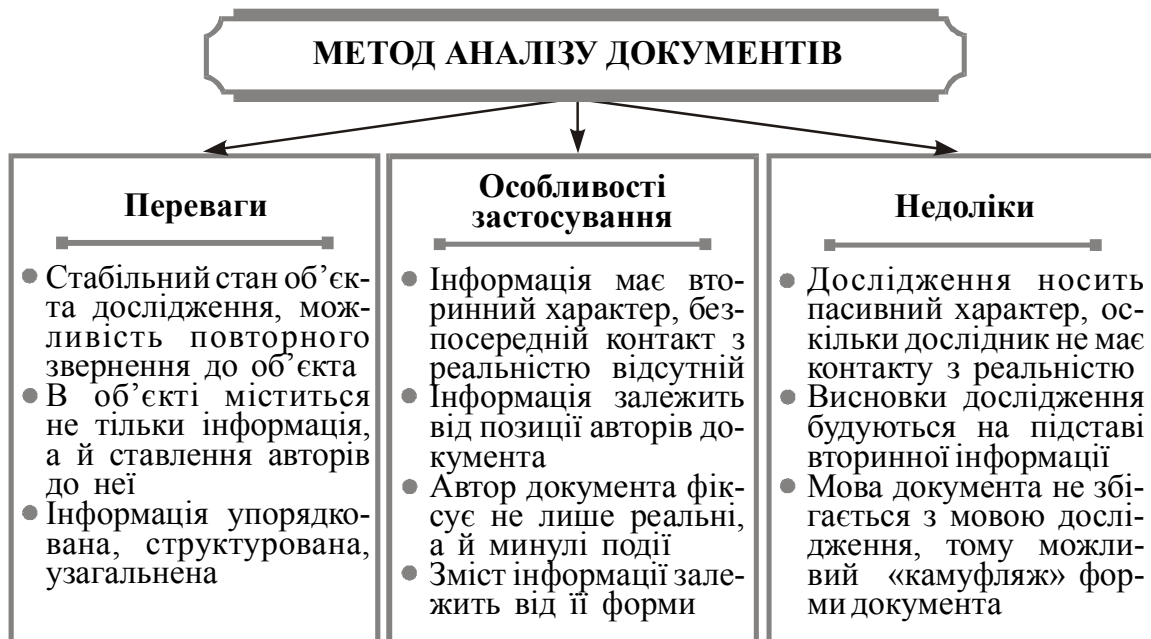 МЕТОД АНАЛІЗУ ДОКУМЕНТІВ
Переваги
Стабільний стан об’єк-
та дослідження, мож-
ливість повторного
звернення до об’єкта
В об’єкті міститься
не тільки інформація,
а й ставлення авторів
до неї
Інформація упорядко-
вана, структурована,
узагальнена
Особливості
застосування
Інформація має вто-
ринний характер, без-
посередній контакт з
реальністю відсутній
Інформація залежить
від позиції авторів до-
кумента
Автор документа фік-
сує не лише реальні,
а й минулі події
Зміст інформації зале-
жить від її форми
Недоліки
Дослідження носить
пасивний характер, ос-
кільки дослідник не має
контакту з реальністю
Висновки дослідження
будуються на підставі
вторинної інформації
Мова документа не збі-
гається з мовою дослі-
дження, тому можли-
вий «камуфляж» фор-
ми документа